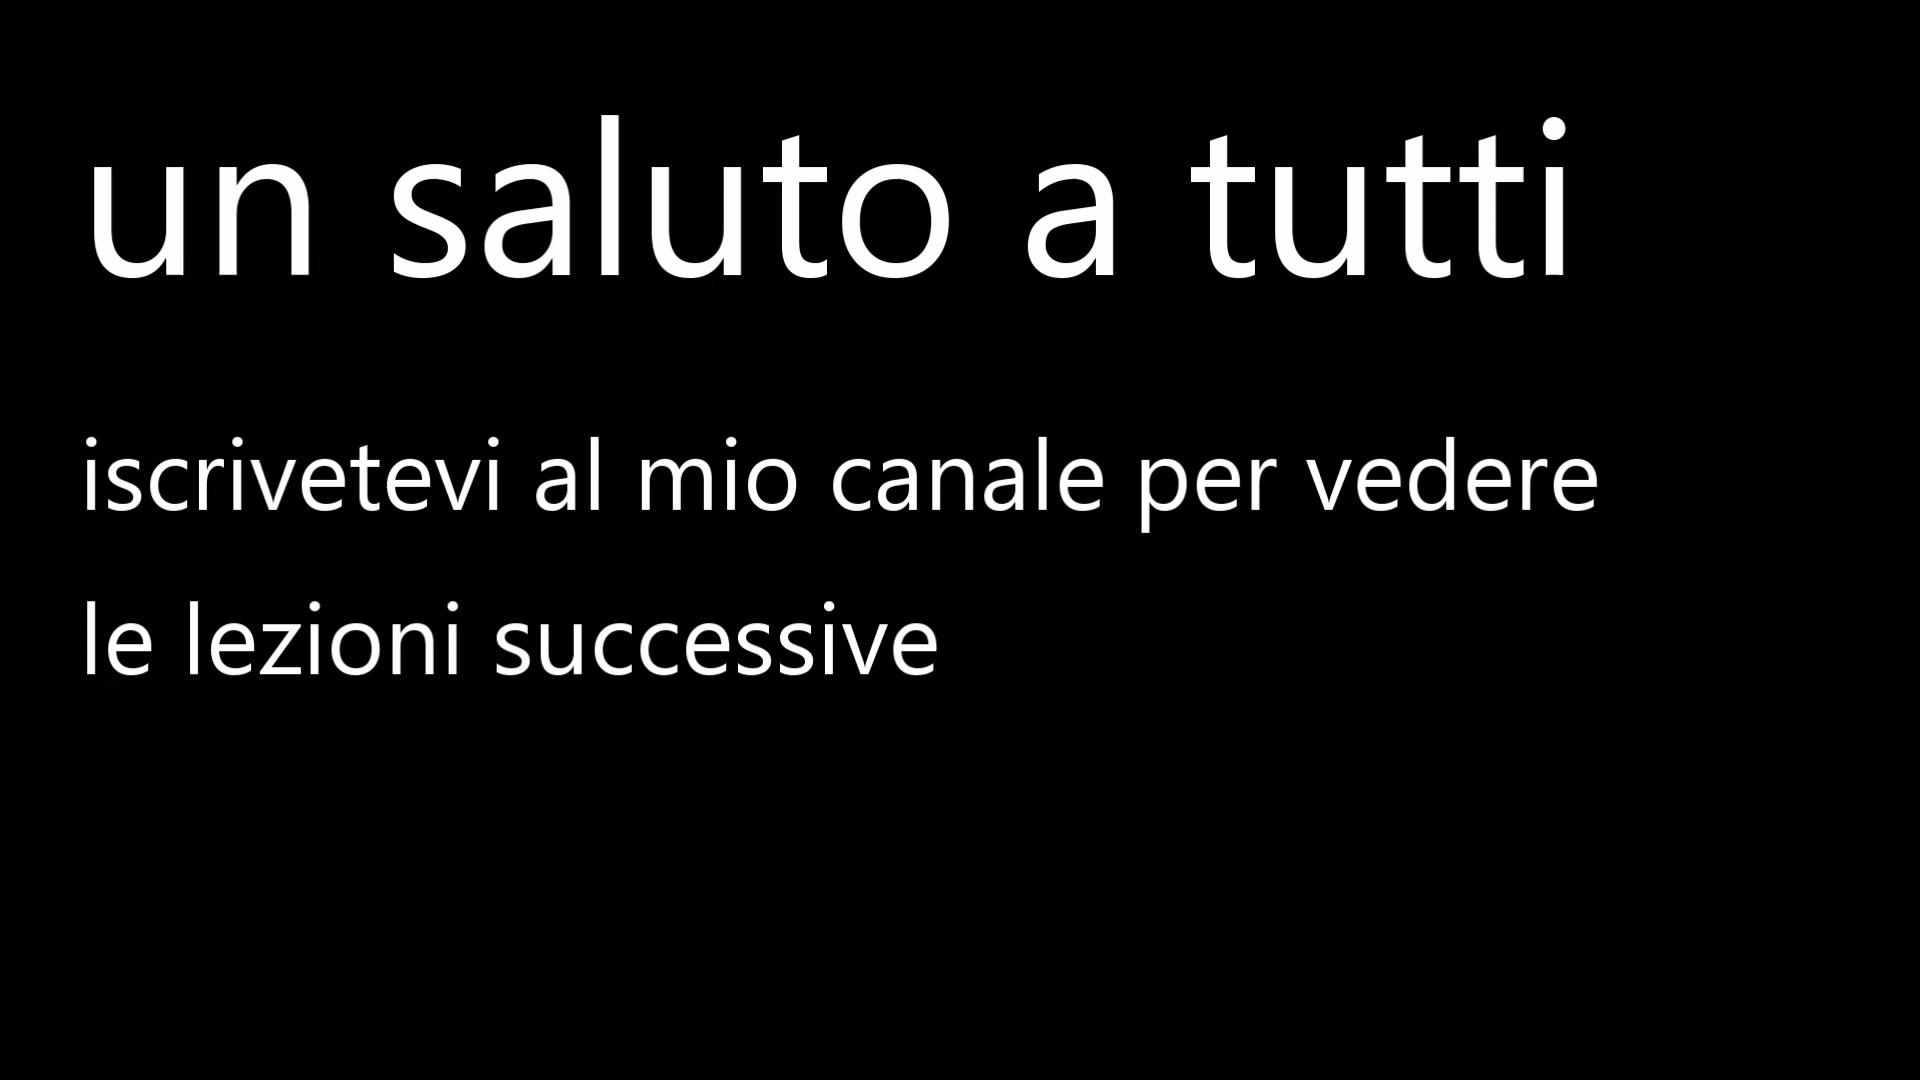 un saluto a tutti
iscrivetevi al mio canale per vedere
le lezioni successive